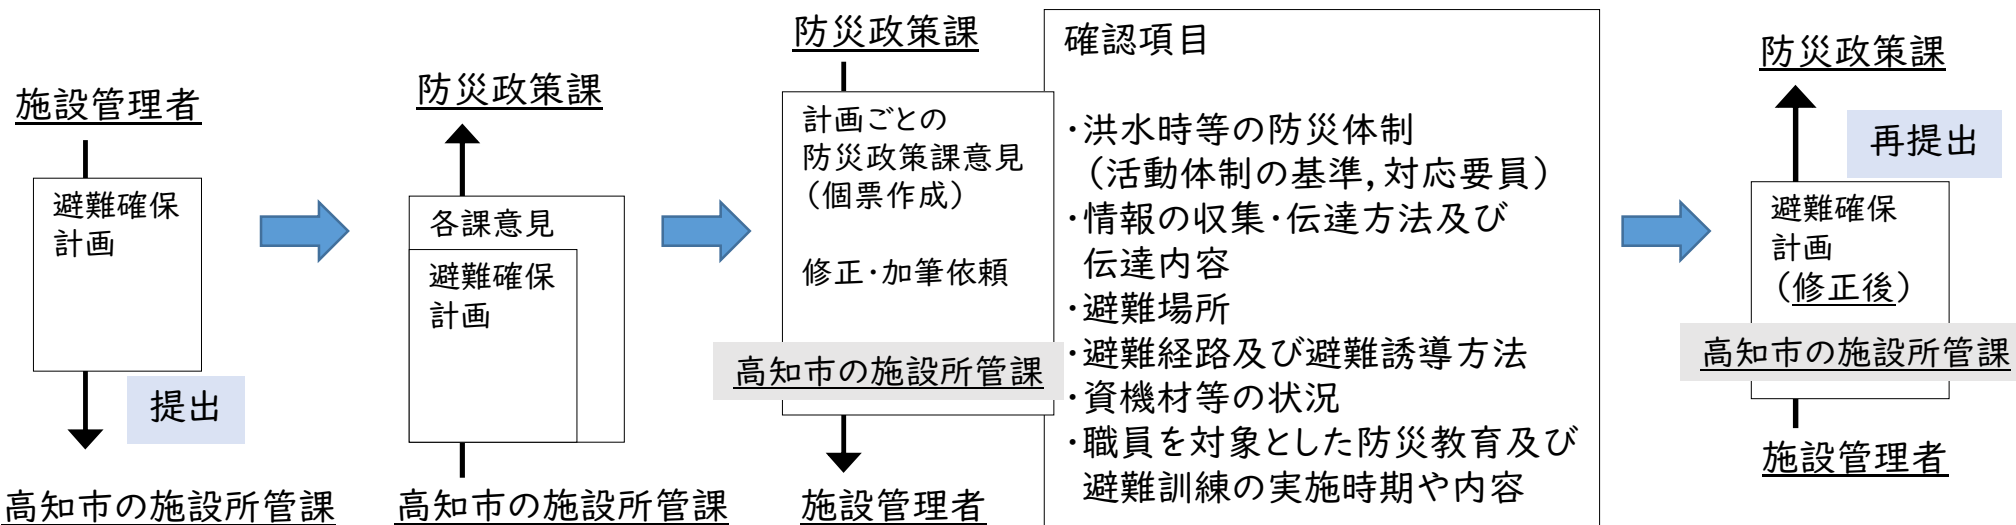 施設管理者
避難確保
計画
提出
高知市の施設所管課
防災政策課
各課意見
避難確保
計画
高知市の施設所管課
防災政策課
計画ごとの
防災政策課意見
（個票作成）
修正・加筆依頼
高知市の施設所管課
施設管理者
確認項目
・洪水時等の防災体制
（活動体制の基準，対応要員）
・情報の収集・伝達方法及び
伝達内容
・避難場所
・避難経路及び避難誘導方法
・資機材等の状況
・職員を対象とした防災教育及び
避難訓練の実施時期や内容
防災政策課
再提出
避難確保
計画
（修正後）
高知市の施設所管課
施設管理者